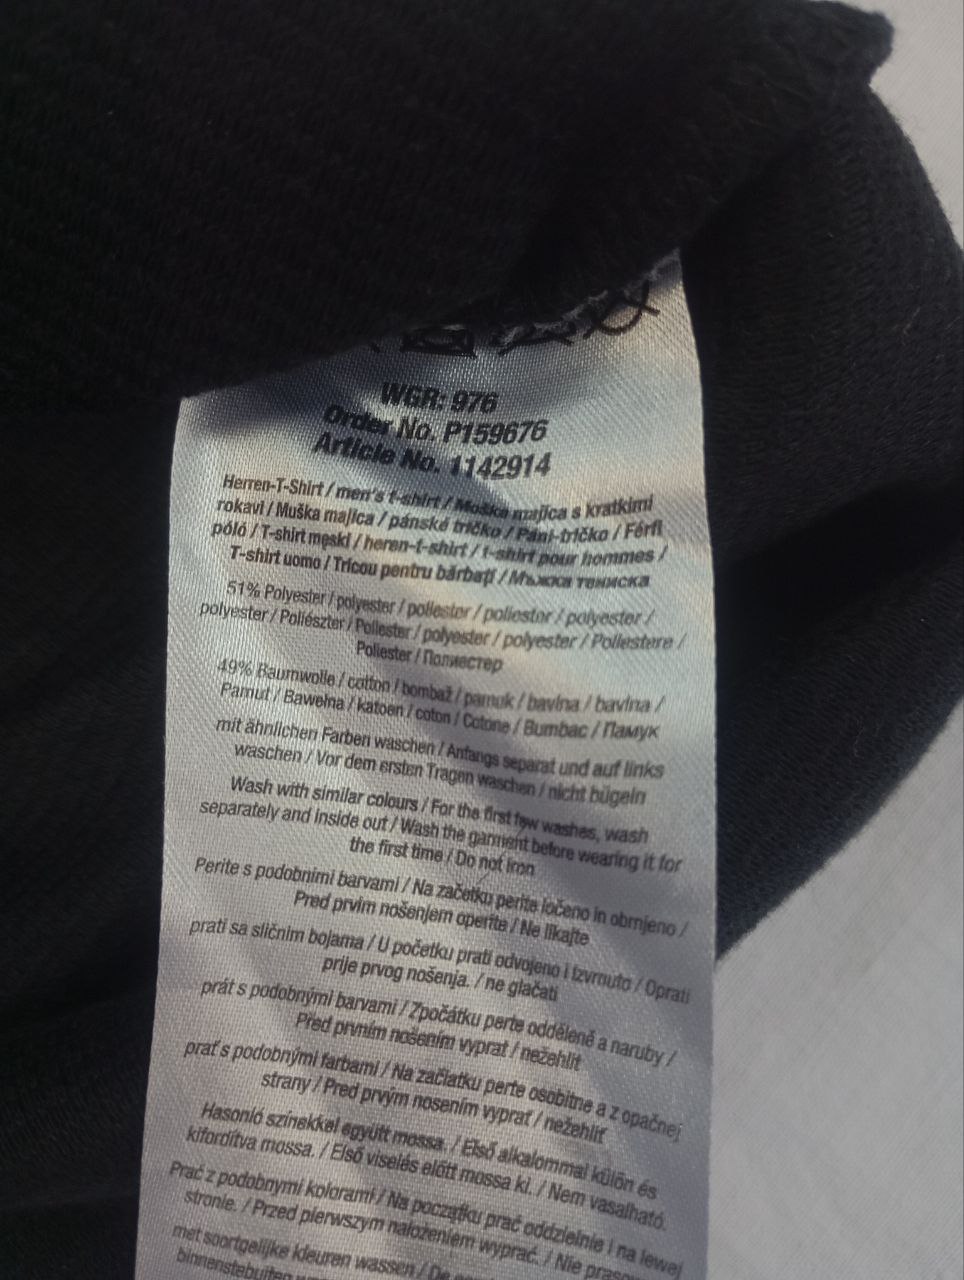 WGR: 976
Order No. P159676
Article No. 1142914
Herren-T-Shirt / men's t-shirt / Muška majica s kratkimi
rokavi / Muška majica / pánské tričko / Páni-tričko / Férfi
póló / T-shirt męski / heren-t-shirt / t-shirt pour hommes /
T-shirt uomo / Tricou pentru bărbați / Мъжка тениска
51% Polyester / polyester / poliester / poliester / polyester /
polyester / Poliészter / Poliester / polyester / polyester / Poliestere /
Poliester / Полиестер
49% Baumwolle / cotton / bombaž / pamuk / bavlna / bavlna /
Pamut / Bawełna / katoen / coton / Cotone / Bumbac / Памук
mit ähnlichen Farben waschen / Anfangs separat und auf links
waschen / Vor dem ersten Tragen waschen / nicht bügeln
Wash with similar colours / For the first few washes, wash
separately and inside out / Wash the garment before wearing it for
the first time / Do not iron
Perite s podobnimi barvami / Na začetku perite ločeno in obrnjeno /
Pred prvim nošenjem operite / Ne likajte
prati sa sličnim bojama / U početku prati odvojeno i izvrnuto / Oprati
prije prvog nošenja. / ne glačati
prát s podobnými barvami / Zpočátku perte odděleně a naruby /
Před prvním nošením vyprat / nežehlit
prať s podobnými farbami / Na začiatku perte osobitne a z opačnej
strany / Pred prvým nosením vyprať / nežehliť
Hasonló színekkel együtt mossa. / Első alkalommal külön és
kifordítva mossa. / Első viselés előtt mossa ki. / Nem vasalható.
Prać z podobnymi kolorami / Na początku prać oddzielnie i na lewej
stronie. / Przed pierwszym nałożeniem wyprać. / Nie
met soortgelijke kleuren wassen / De
binnenstebuiten